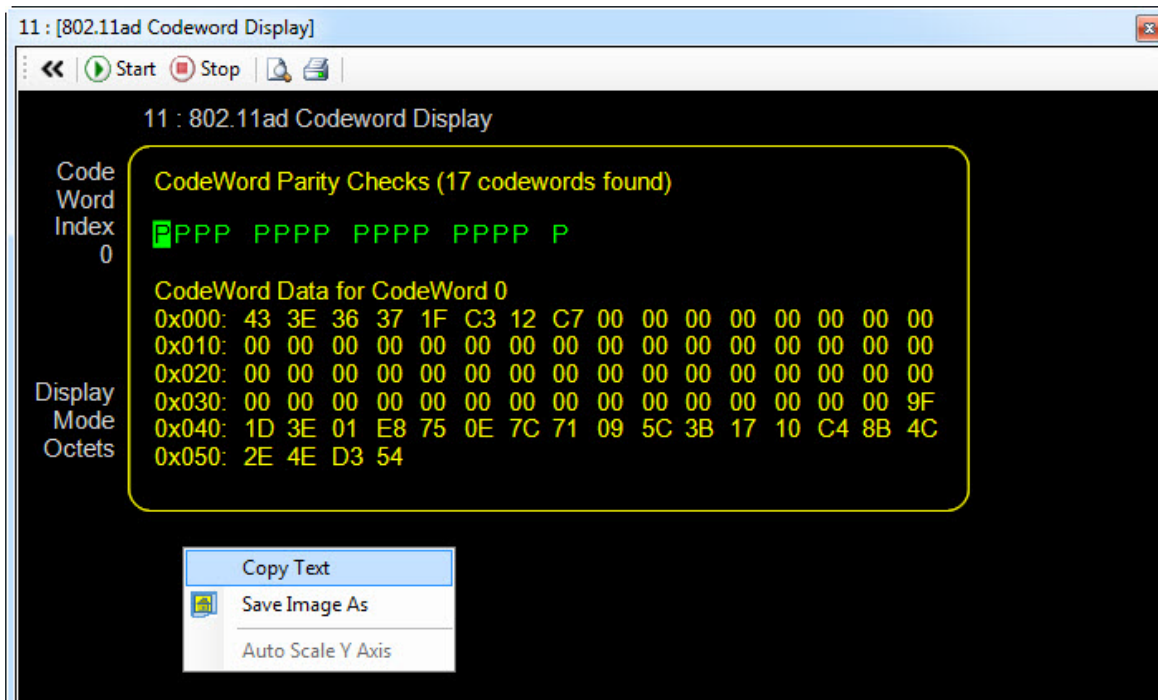 11 : [802.11ad Codeword Display]
Start Stop
11 : 802.11ad Codeword Display
Code
Word
Index
0
CodeWord Parity Checks (17 codewords found)
PPPP PPPP PPPP PPPP P
CodeWord Data for CodeWord 0
0x000: 43 3E 36 37 1F C3 12 C7 00 00 00 00 00 00 00 00
0x010: 00 00 00 00 00 00 00 00 00 00 00 00 00 00 00 00
0x020: 00 00 00 00 00 00 00 00 00 00 00 00 00 00 00 00
0x030: 00 00 00 00 00 00 00 00 00 00 00 00 00 00 00 9F
0x040: 1D 3E 01 E8 75 0E 7C 71 09 5C 3B 17 10 C4 8B 4C
0x050: 2E 4E D3 54
Display
Mode
Octets
Copy Text
Save Image As
Auto Scale Y Axis